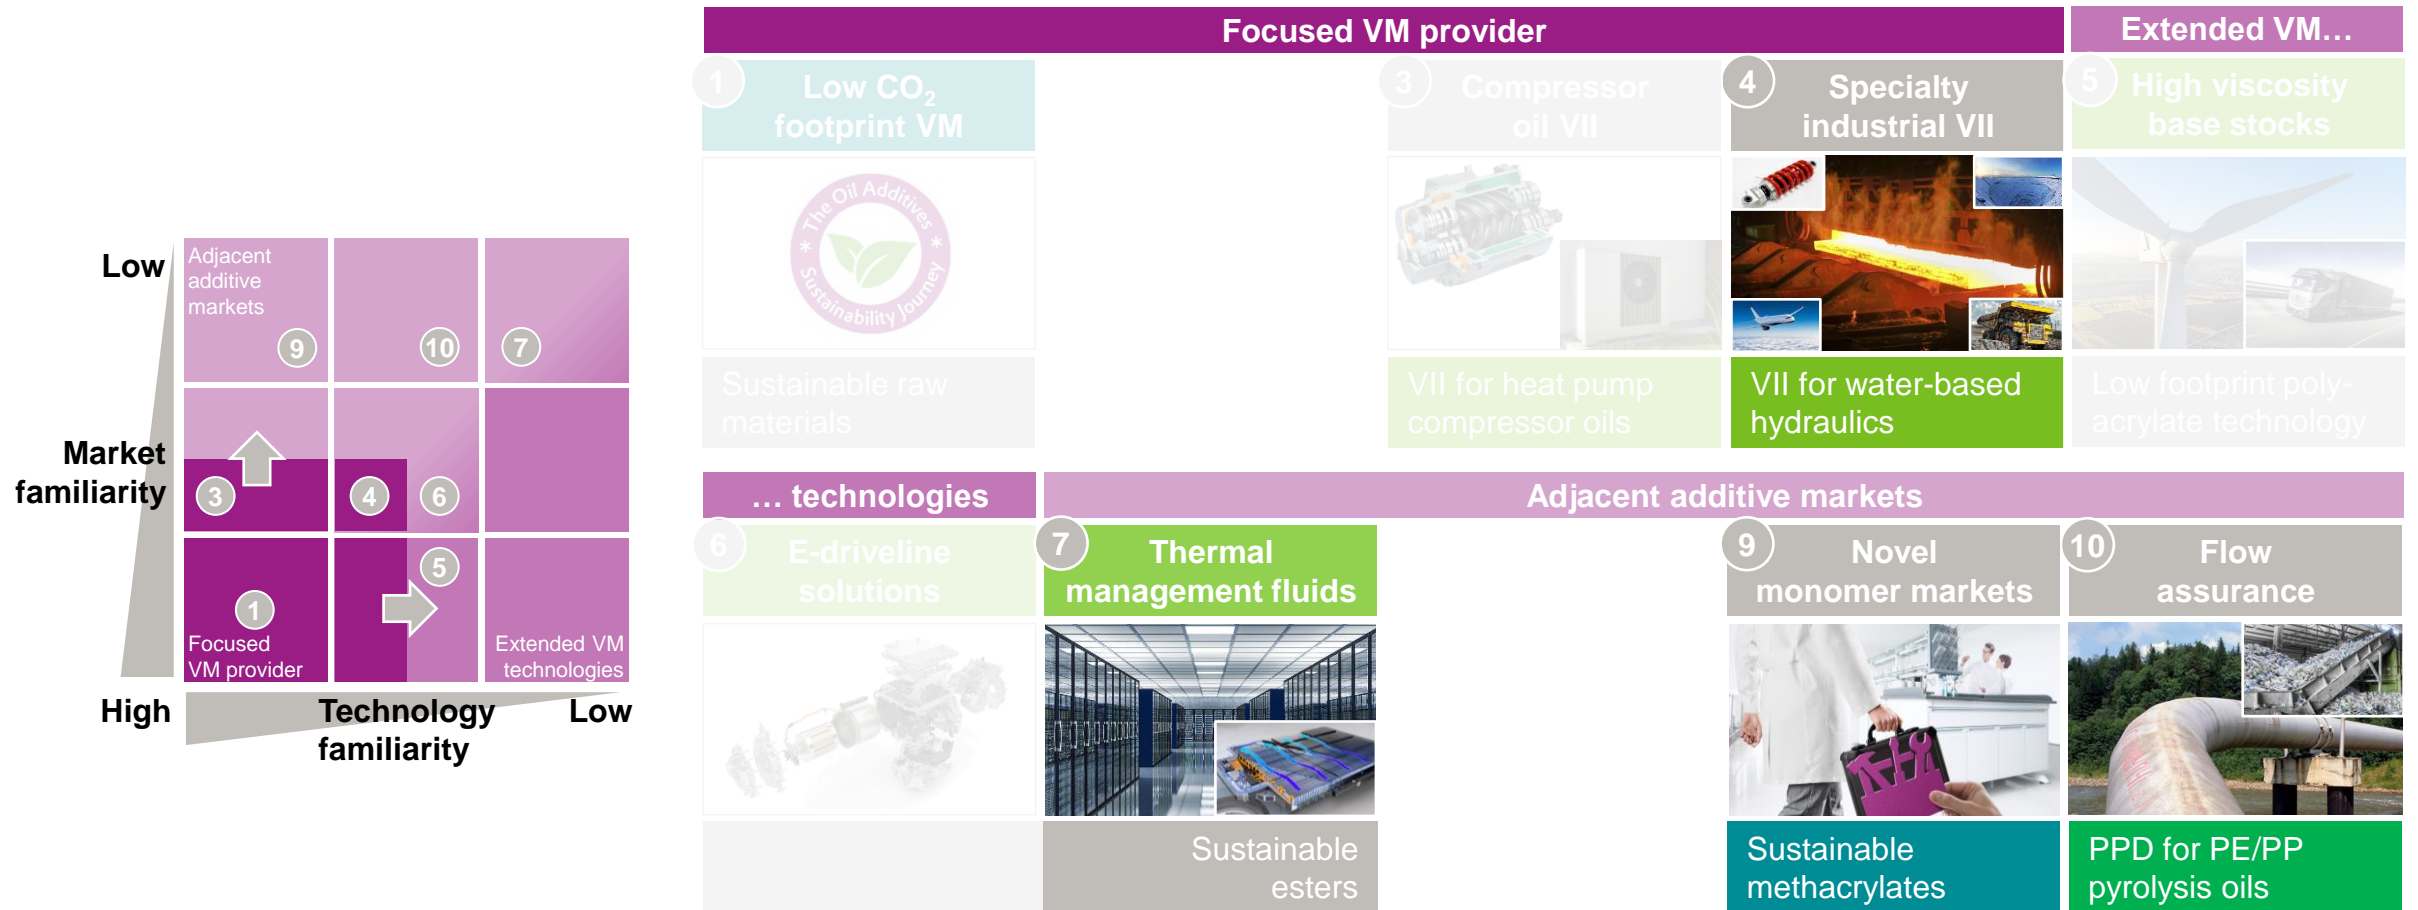 Focused VM provider
Extended VM…
1
Low CO₂
footprint VM
3
Compressor
oil VII
4
Specialty
industrial VII
5
High viscosity
base stocks
* The Oil Additives *
Sustainability Journey
Sustainable raw
materials
VII for heat pump
compressor oils
VII for water-based
hydraulics
Low footprint poly-
acrylate technology
Low
Market
familiarity
High
Adjacent
additive
markets
9
10
7
3
4
6
5
1
Focused
VM provider
Extended VM
technologies
Technology
familiarity
Low
… technologies
Adjacent additive markets
6
E-driveline
solutions
7
Thermal
management fluids
9
Novel
monomer markets
10
Flow
assurance
Sustainable
esters
Sustainable
methacrylates
PPD for PE/PP
pyrolysis oils